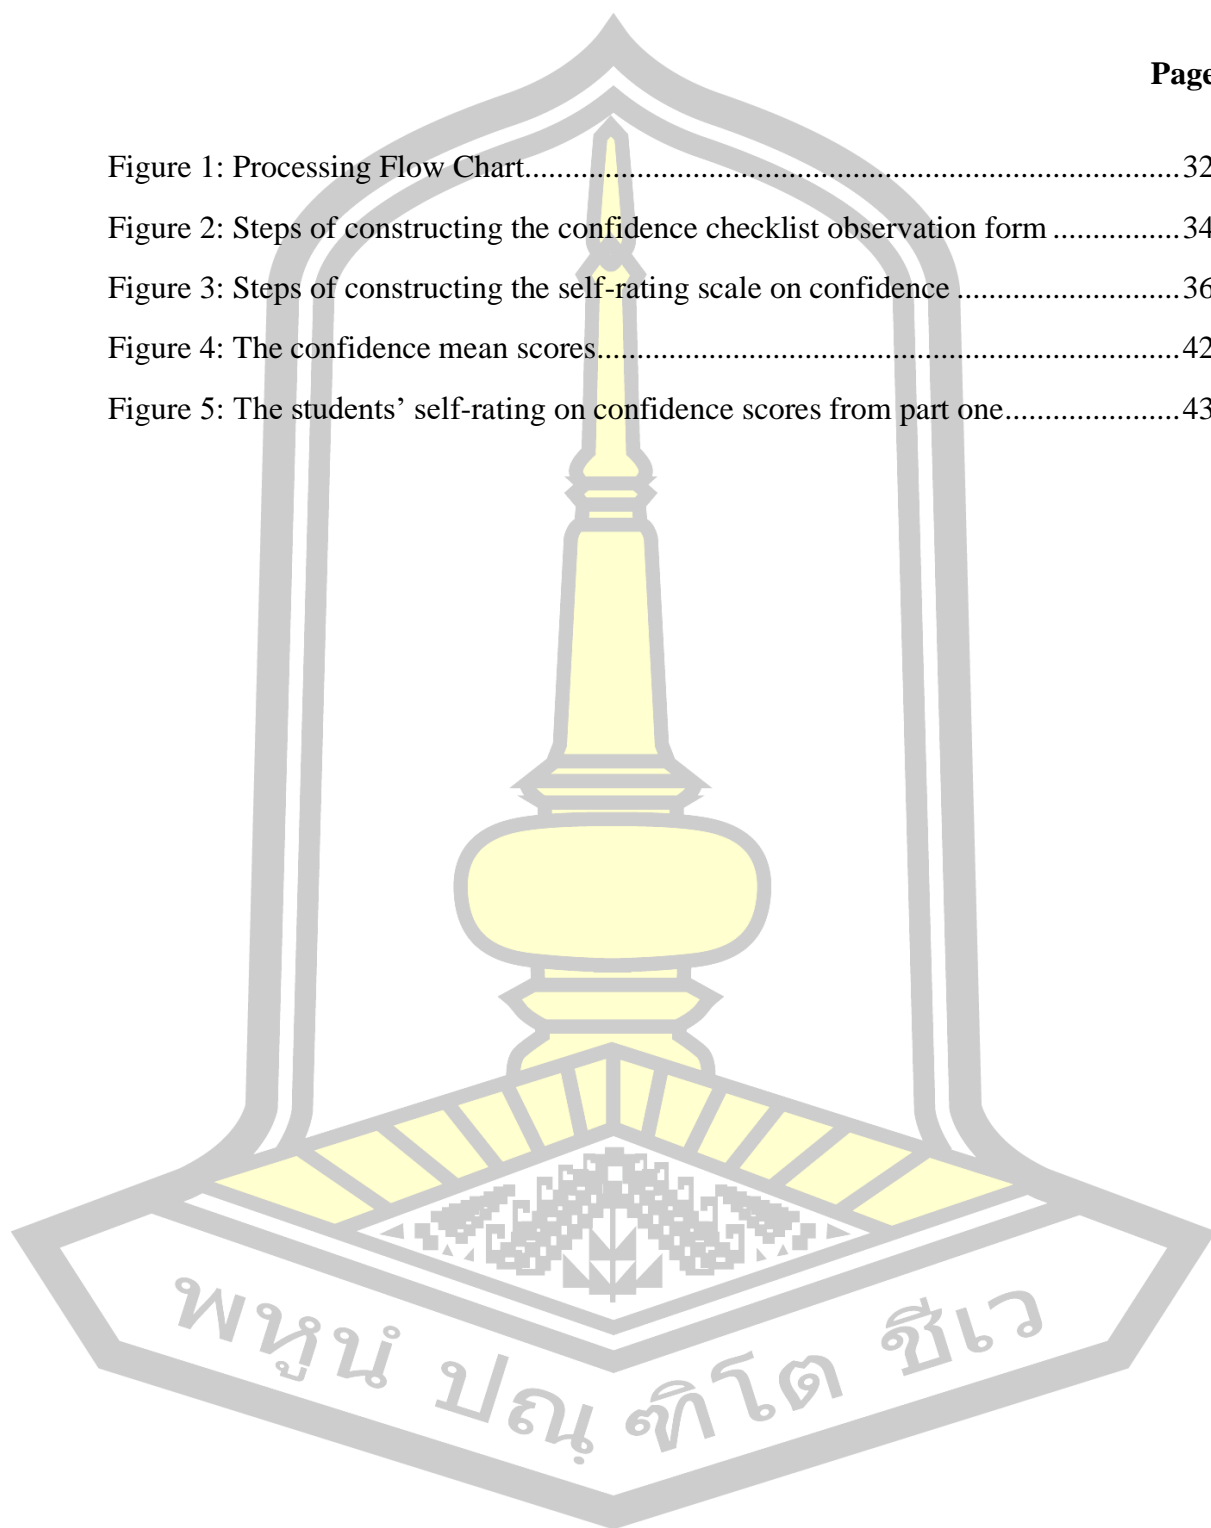 Page
Figure 1: Processing Flow Chart................................................................................32
Figure 2: Steps of constructing the confidence checklist observation form ...............34
Figure 3: Steps of constructing the self-rating scale on confidence ...........................36
Figure 4: The confidence mean scores.......................................................................42
Figure 5: The students’ self-rating on confidence scores from part one.....................43
พหูนํ ปณฺ ฑิโต ชีเว